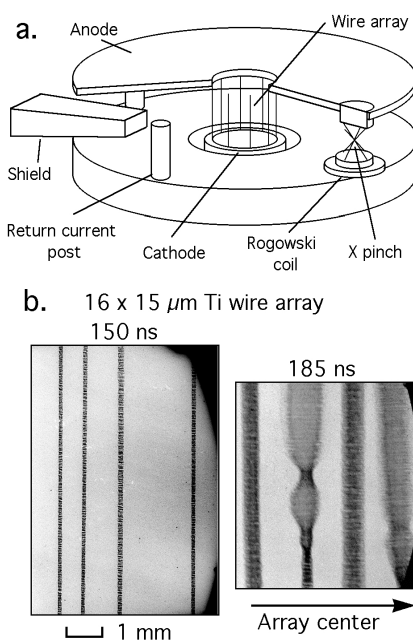 a.
Anode
Wire array
Shield
Return current
post
Cathode
Rogowski
coil
X pinch
b. 16 x 15 μm Ti wire array
150 ns
185 ns
1 mm
Array center